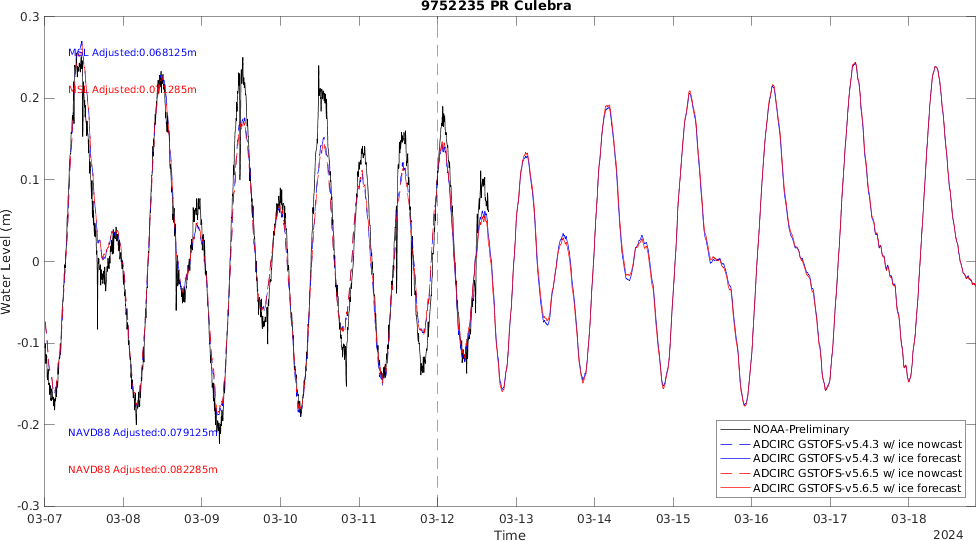 9752235 PR Culebra
0.3
0.2
0.1
0
-0.1
-0.2
-0.3
Water Level (m)
MSL Adjusted:0.068125m
MSL Adjusted:0.071285m
NAVD88 Adjusted:0.079125m
NAVD88 Adjusted:0.082285m
NOAA-Preliminary
ADCIRC GSTOFS-v5.4.3 w/ ice nowcast
ADCIRC GSTOFS-v5.4.3 w/ ice forecast
ADCIRC GSTOFS-v5.6.5 w/ ice nowcast
ADCIRC GSTOFS-v5.6.5 w/ ice forecast
03-07 03-08 03-09 03-10 03-11 03-12 03-13 03-14 03-15 03-16 03-17 03-18
Time
2024